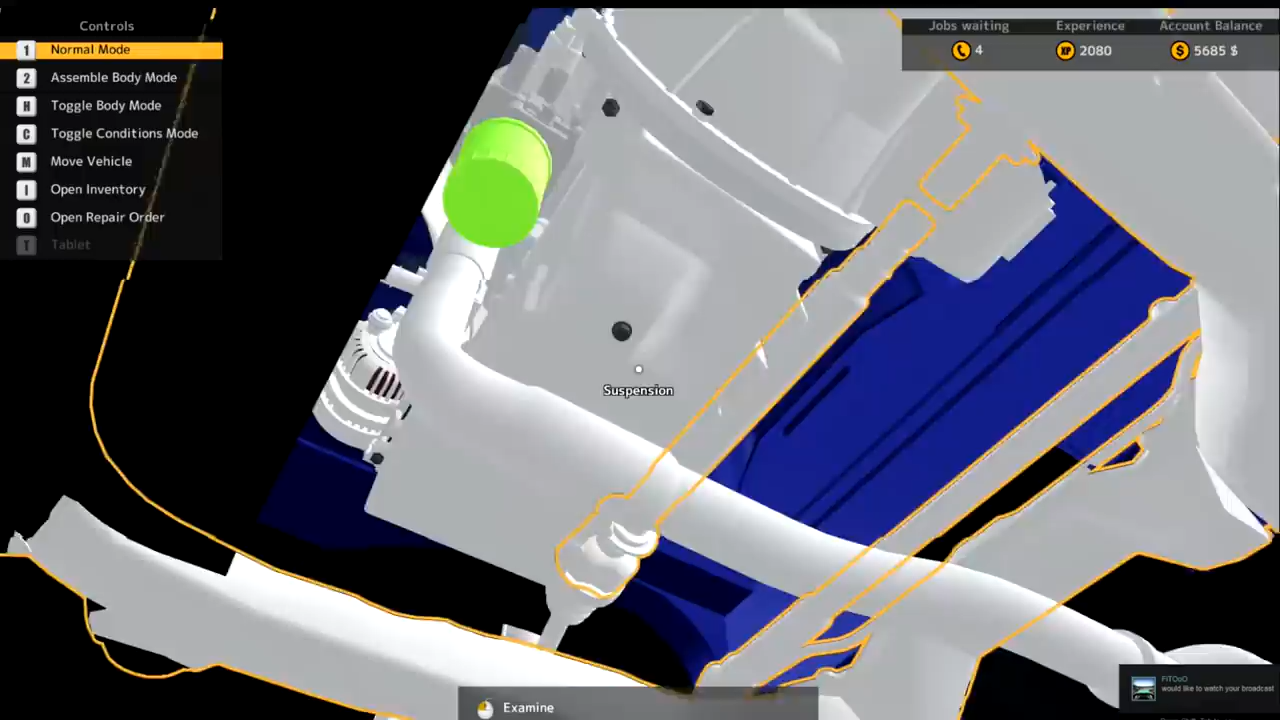 Controls
1 Normal Mode
2 Assemble Body Mode
H Toggle Body Mode
C Toggle Conditions Mode
M Move Vehicle
I Open Inventory
O Open Repair Order
T Tablet
Jobs waiting Experience Account Balance
4 XP 2080 $ 5685 $
Suspension
Examine
FiTOoO
would like to watch your broadcast